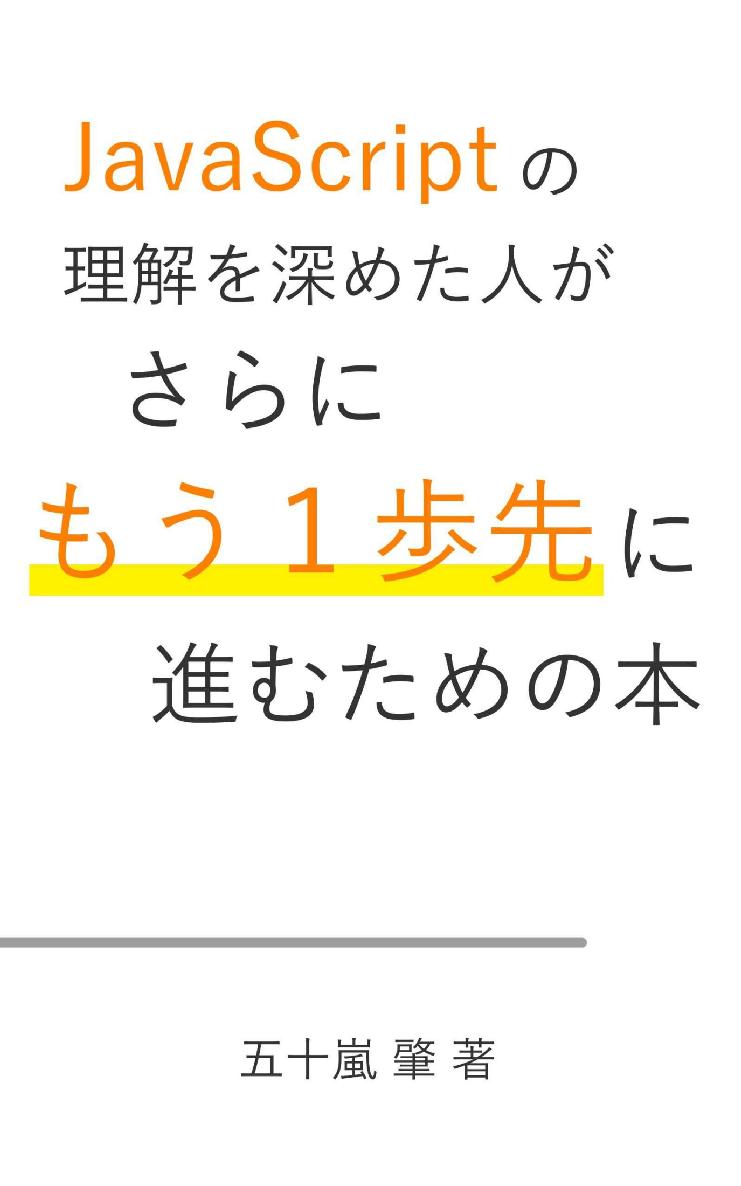 JavaScriptの
理解を深めた人が
さらに
もう1歩先に
進むための本
五十嵐 肇 著